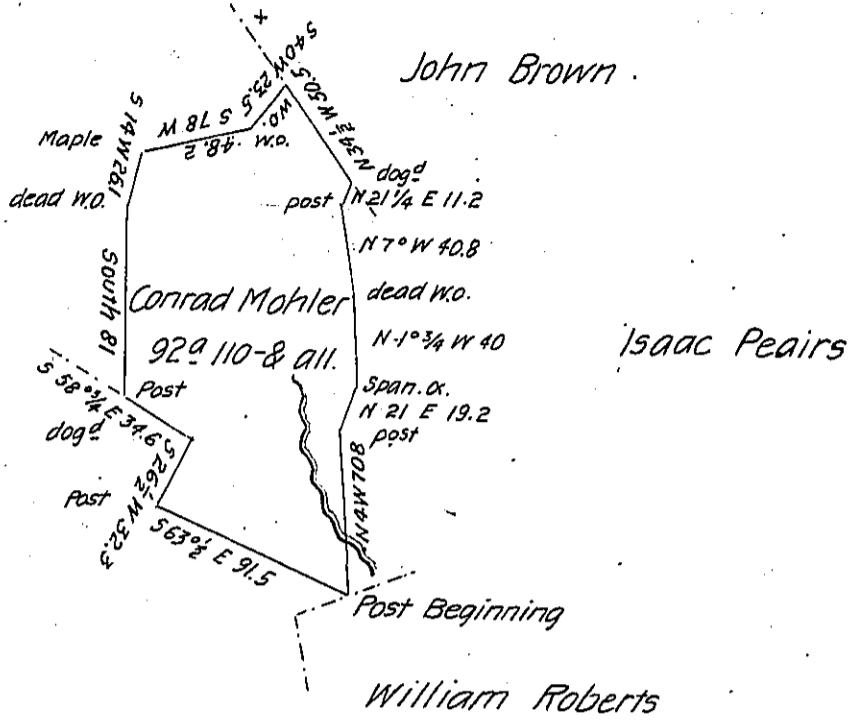 x
John Brown.
S 40 W 23.5
W.O.
N 34½ W 50.5
S 78 W
48.2 W.O.
S 14 W 26.1
Maple
dead W.O.
dogd
post N 21¼ E 11.2
N 7° W 40.8
South 81
Conrad Mohler
dead W.O.
92a 110-& all.
N-1°¾ W 40
Isaac Peairs
Span. O.
N 21 E 19.2
post
Post
S 58°¾ E 34.6
dogd
S 26½ W 32.3
Post
N 4 W 70 8
S 63°½ E 91.5
Post Beginning
William Roberts